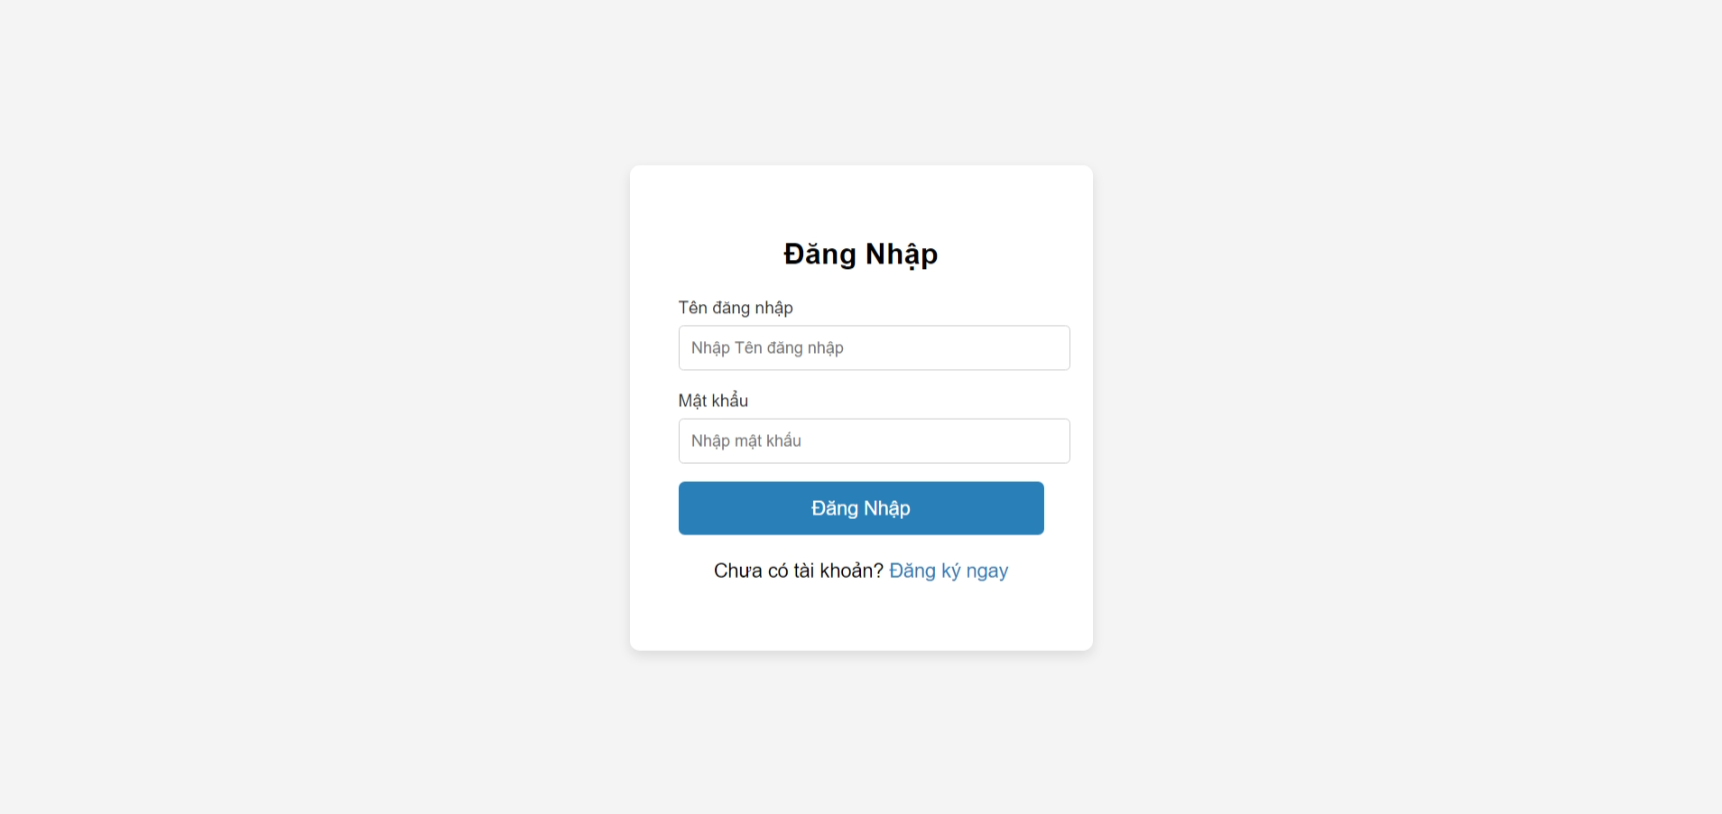 Đăng Nhập
Tên đăng nhập
Nhập Tên đăng nhập
Mật khẩu
Nhập mật khẩu
Đăng Nhập
Chưa có tài khoản? Đăng ký ngay